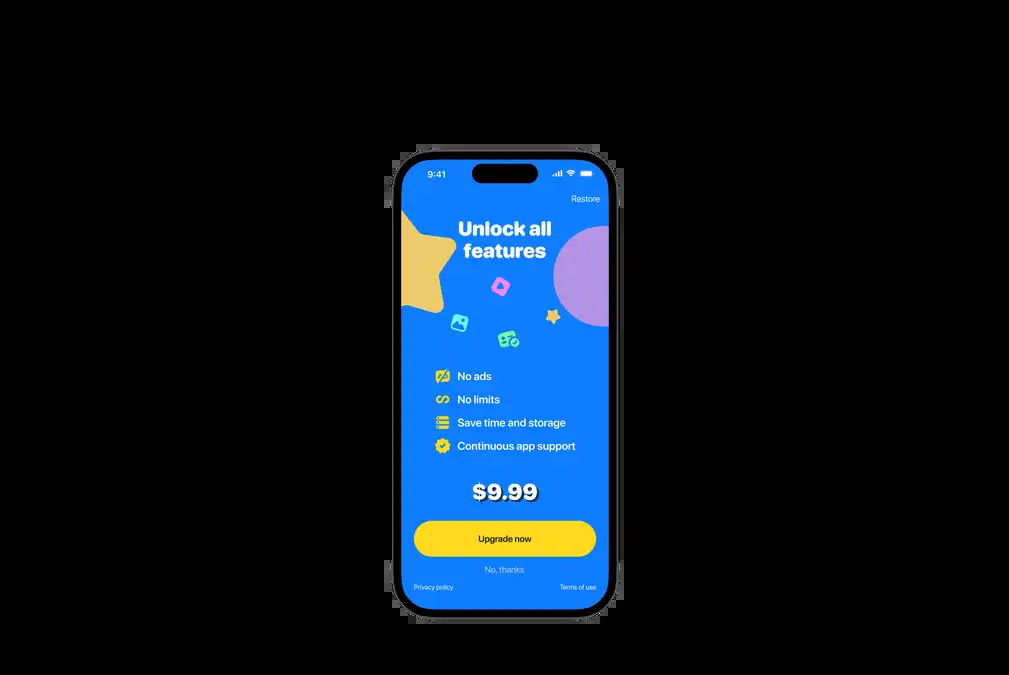 9:41
Restore
Unlock all
features
No ads
No limits
Save time and storage
Continuous app support
$9.99
Upgrade now
No, thanks
Privacy policy
Terms of use